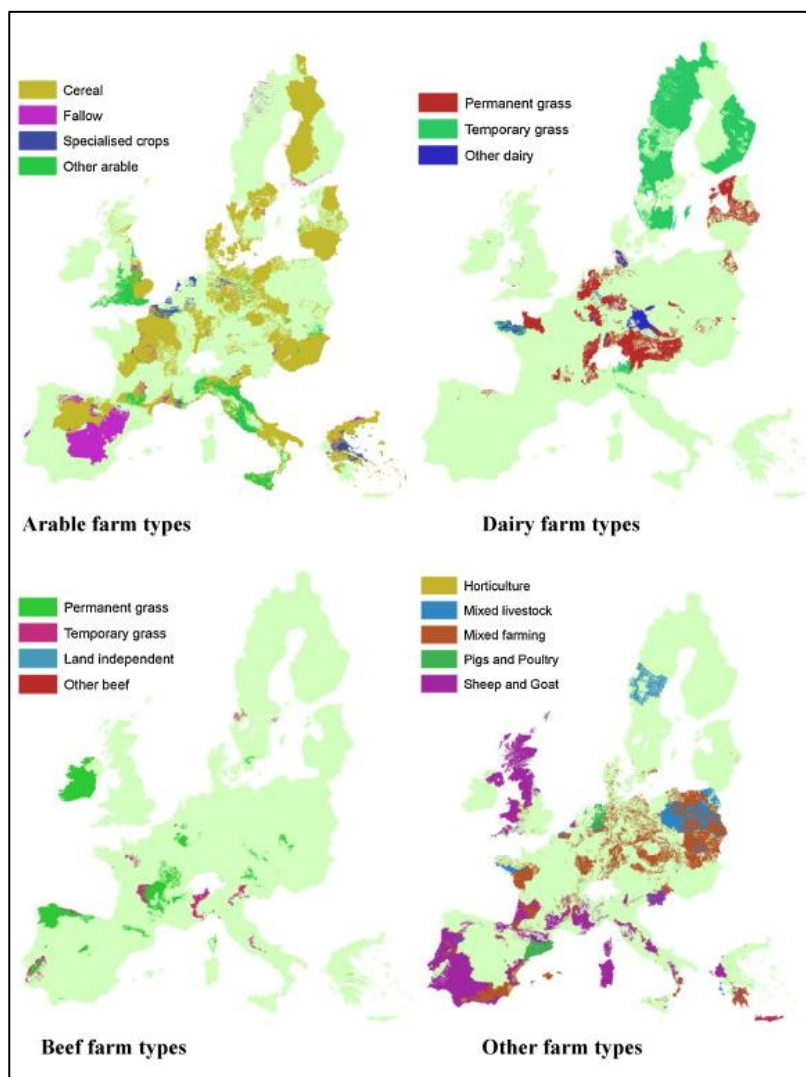 Cereal
Fallow
Specialised crops
Other arable
Arable farm types
Permanent grass
Temporary grass
Other dairy
Dairy farm types
Permanent grass
Temporary grass
Land independent
Other beef
Beef farm types
Horticulture
Mixed livestock
Mixed farming
Pigs and Poultry
Sheep and Goat
Other farm types